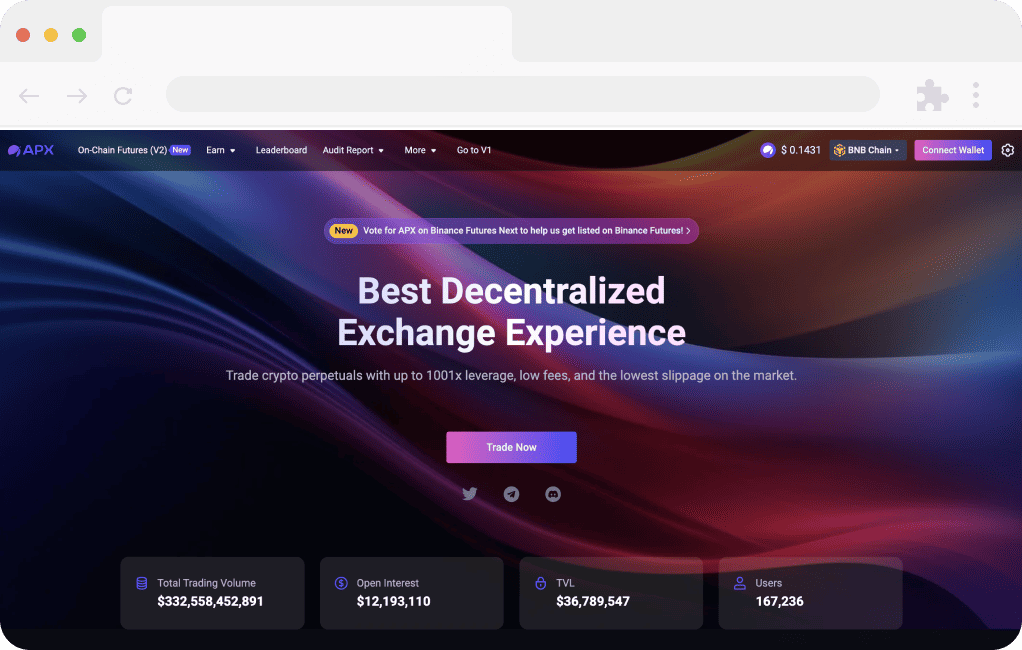 APX
On-Chain Futures (V2) New
Earn
Leaderboard
Audit Report
More
Go to V1
$ 0.1431
BNB Chain
Connect Wallet
New Vote for APX on Binance Futures Next to help us get listed on Binance Futures!
Best Decentralized
Exchange Experience
Trade crypto perpetuals with up to 1001x leverage, low fees, and the lowest slippage on the market.
Trade Now
Total Trading Volume
$332,558,452,891
Open Interest
$12,193,110
TVL
$36,789,547
Users
167,236